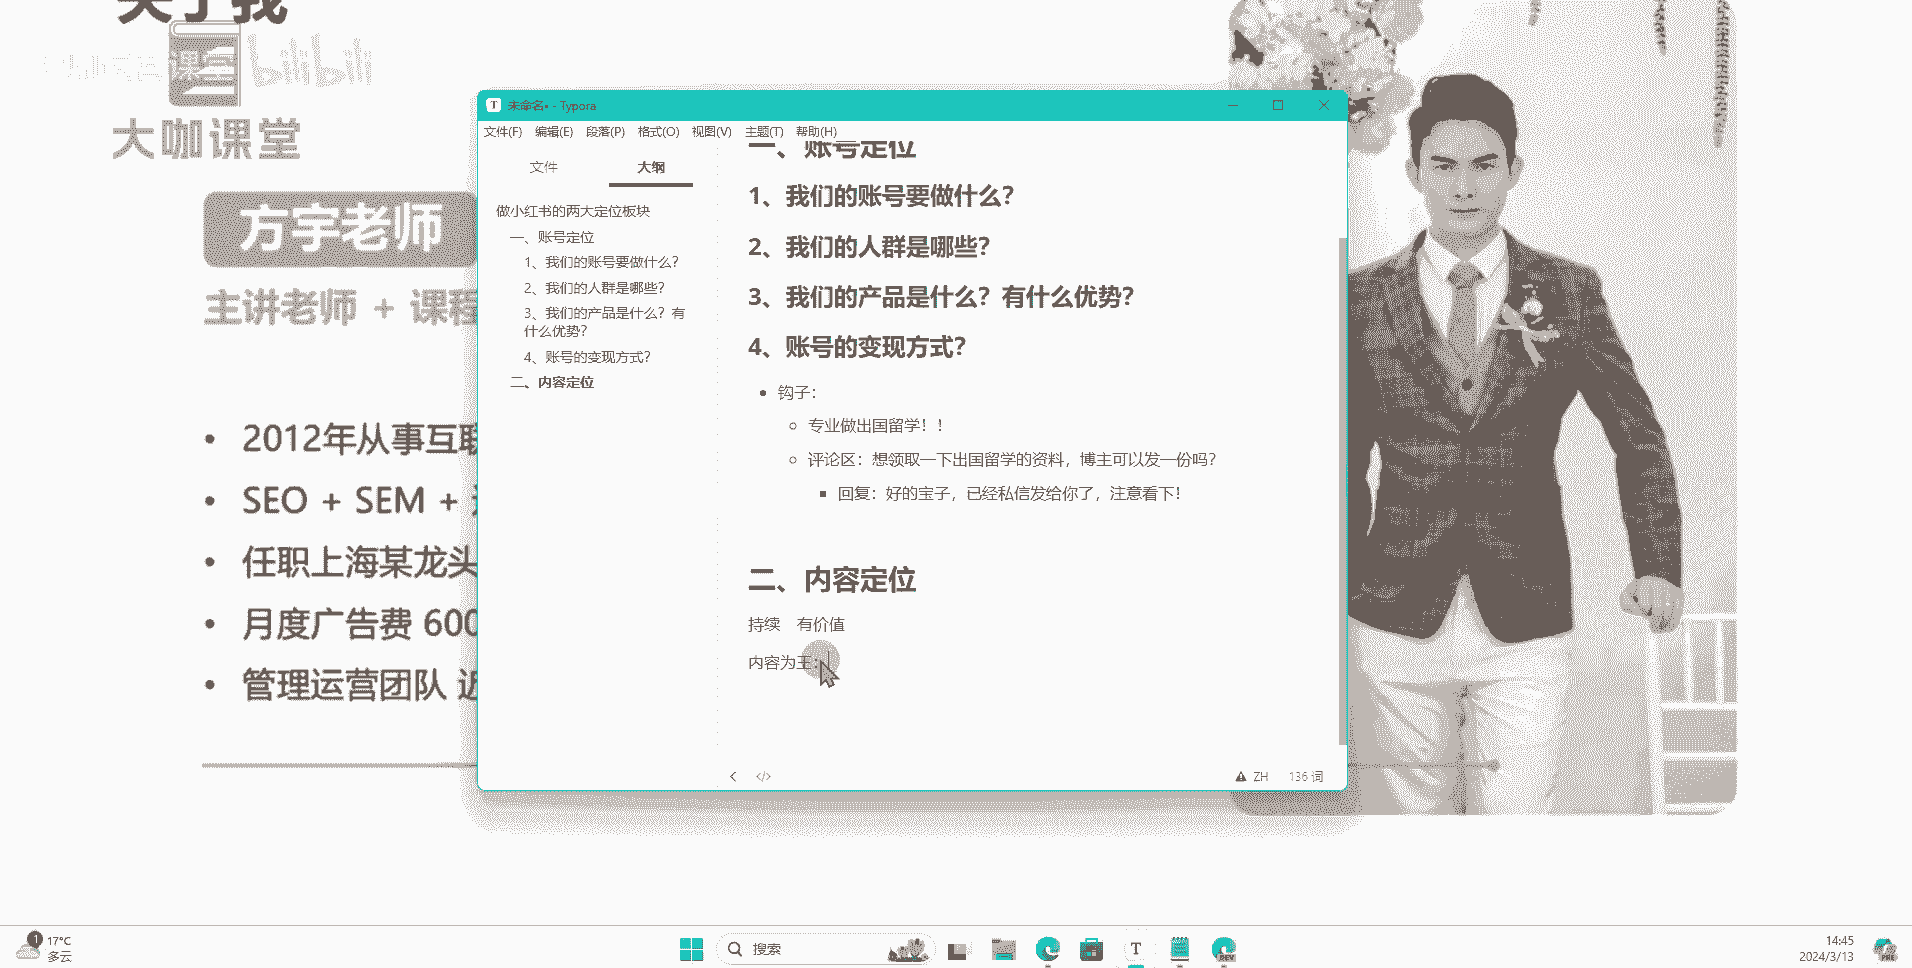 关于我
课堂 bilibili
大咖课堂
方宇老师
主讲老师 + 课程
2012年从事互联
SEO + SEM +
任职上海某龙头
月度广告费 600
管理运营团队 近
未命名• - Typora
文件(F) 编辑(E) 段落(P) 格式(O) 视图(V) 主题(T) 帮助(H)
文件 大纲
做小红书的两大定位板块
一、账号定位
1、我们的账号要做什么？
2、我们的人群是哪些？
3、我们的产品是什么？有
什么优势？
4、账号的变现方式？
二、内容定位
一、账号定位
1、我们的账号要做什么？
2、我们的人群是哪些？
3、我们的产品是什么？有什么优势？
4、账号的变现方式？
钩子：
专业做出国留学！！
评论区：想领取一下出国留学的资料，博主可以发一份吗？
回复：好的宝子，已经私信发给你了，注意看下！
二、内容定位
持续 有价值
内容为王：
</> ZH 136 词
1 17°C
多云
搜索
T
DEV
14:45
2024/3/13
PRE